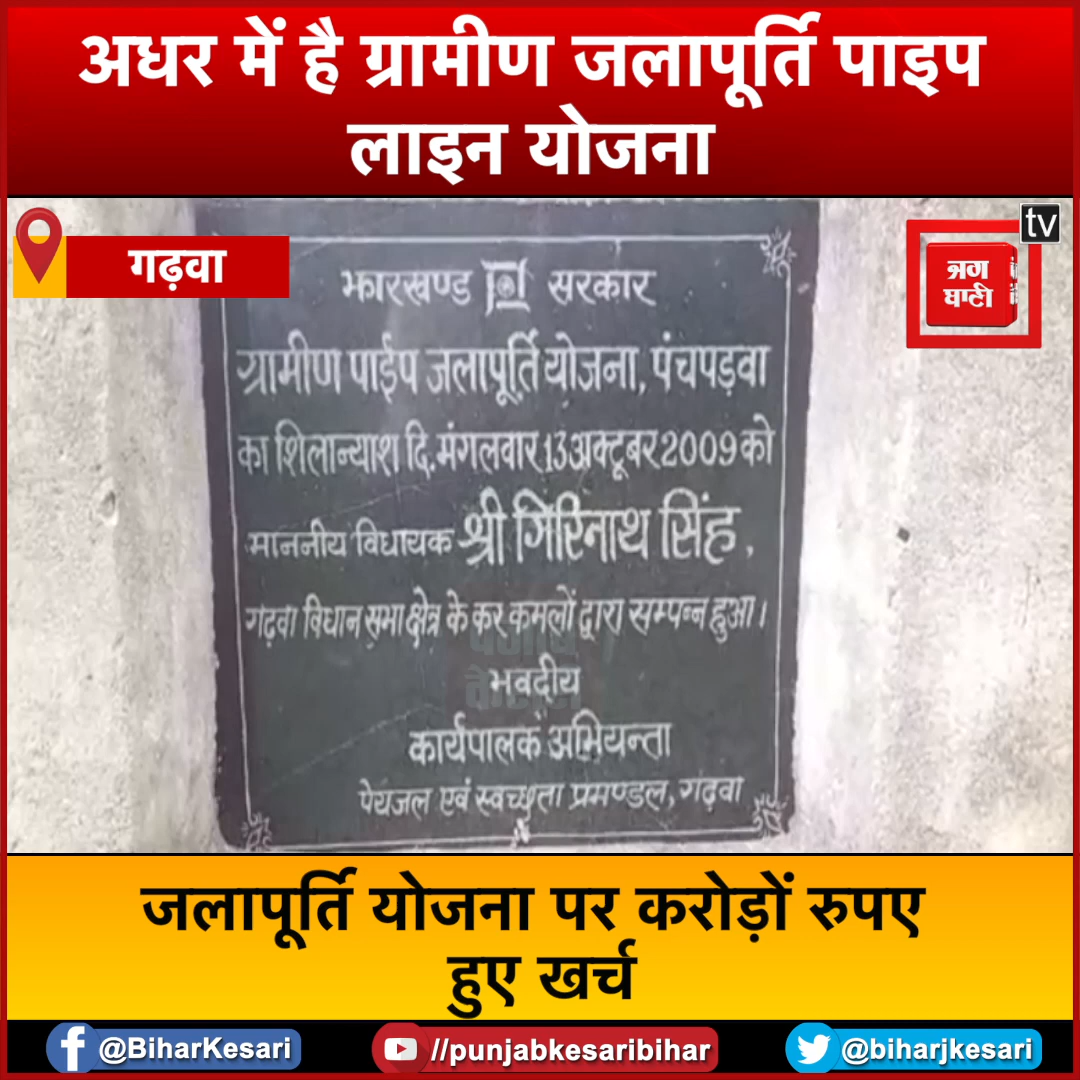 अधर में है ग्रामीण जलापूर्ति पाइप
लाइन योजना
गढ़वा
tv
झारखण्ड सरकार
ग्रामीण पाईप जलापूर्ति योजना, पंचपड़वा
का शिलान्याश दि. मंगलवार 13 अक्टूबर 2009 को
माननीय विधायक श्री गिरिनाथ सिंह,
गढ़वा विधान सभा क्षेत्र के कर कमलों द्वारा सम्पन्न हुआ।
भवदीय
कार्यपालक अभियन्ता
पेयजल एवं स्वच्छता प्रमण्डल, गढ़वा
जलापूर्ति योजना पर करोड़ों रुपए
हुए खर्च
@BiharKesari
//punjabkesaribihar
@biharjkesari